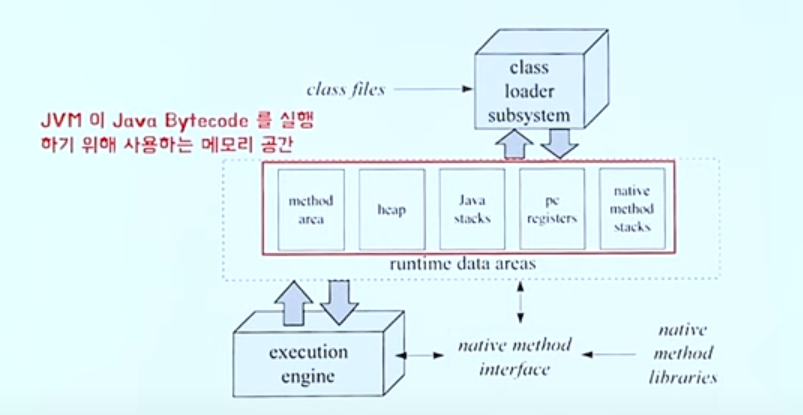 class
loader
subsystem
class files
JVM 이 Java Bytecode 를 실행
하기 위해 사용하는 메모리 공간
method
area
heap
Java
stacks
pc
registers
native
method
stacks
runtime data areas
execution
engine
native method
interface
native
method
libraries